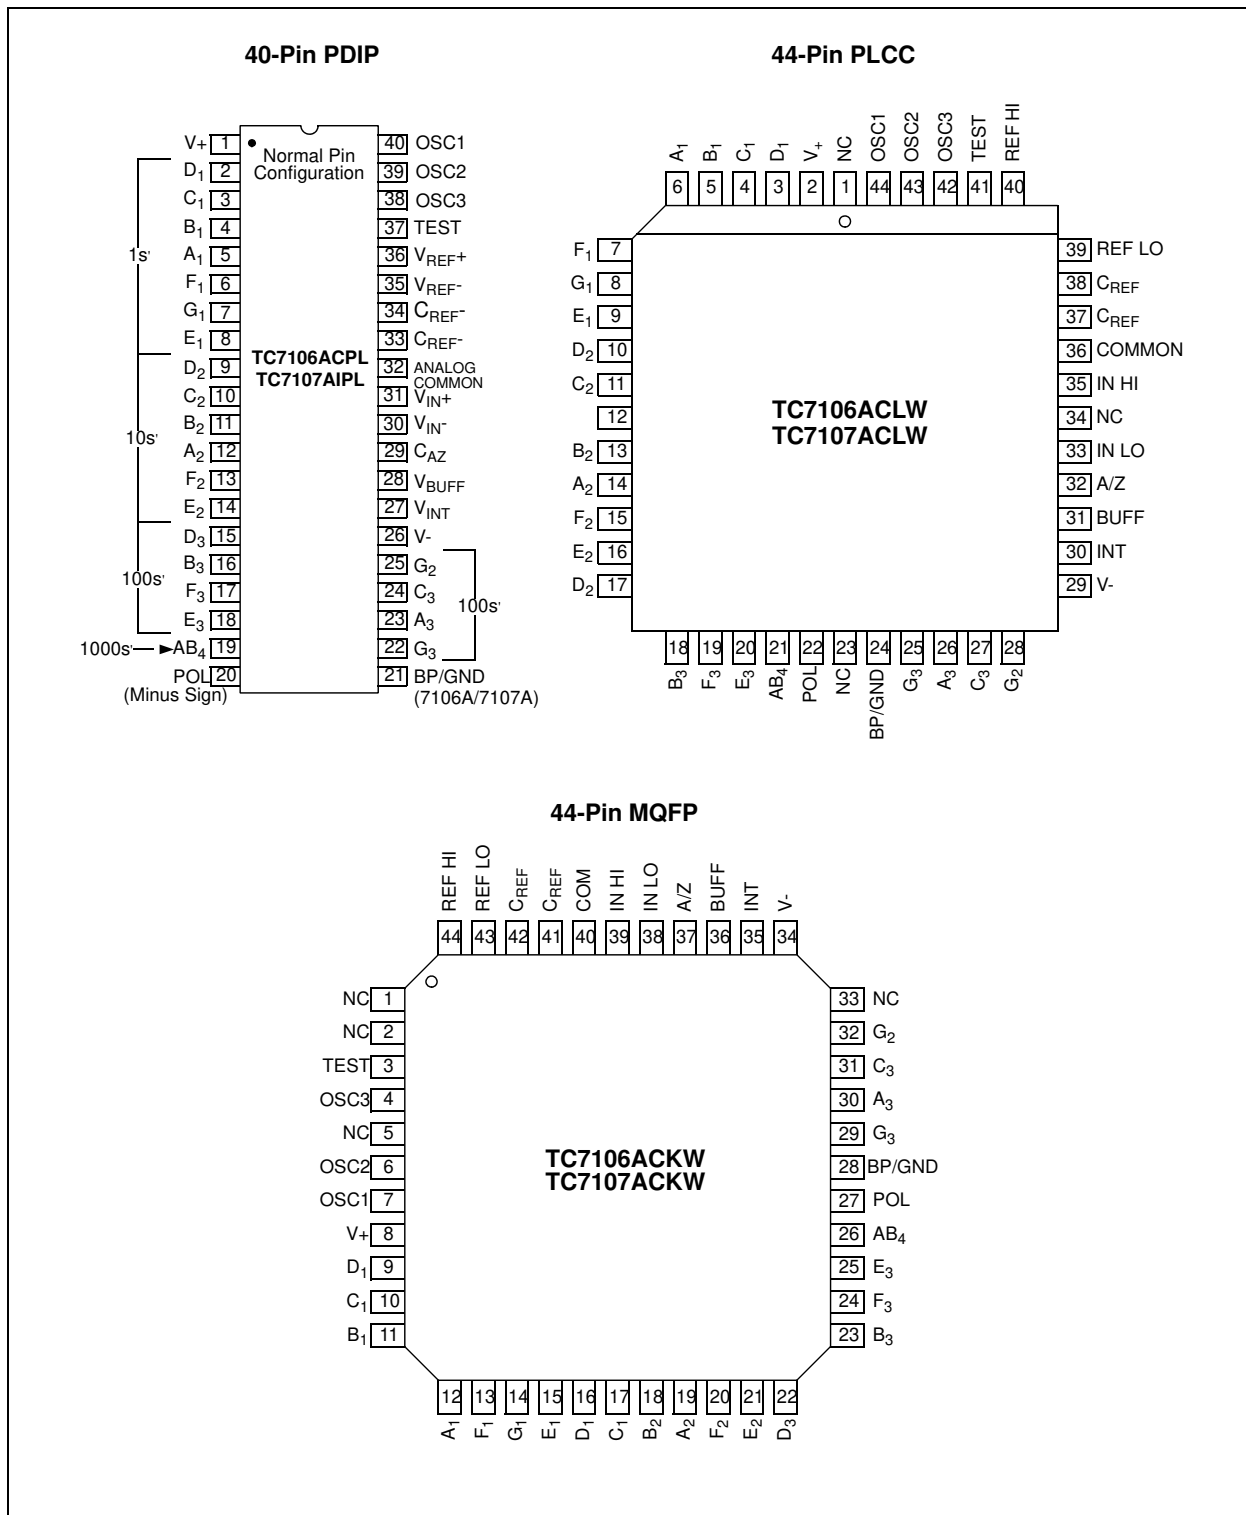 40-Pin PDIP
V+ 1
D1 2
C1 3
B1 4
A1 5
F1 6
G1 7
E1 8
D2 9
C2 10
B2 11
A2 12
F2 13
E2 14
D3 15
B3 16
F3 17
E3 18
AB4 19
POL 20
(Minus Sign)
1s'
10s'
100s'
1000s'
Normal Pin
Configuration
TC7106ACPL
TC7107AIPL
40 OSC1
39 OSC2
38 OSC3
37 TEST
36 VREF+
35 VREF-
34 CREF-
33 CREF-
32 ANALOG
COMMON
31 VIN+
30 VIN-
29 CAZ
28 VBUFF
27 VINT
26 V-
25 G2
24 C3
23 A3
22 G3
21 BP/GND
(7106A/7107A)
100s'
44-Pin PLCC
A1 B1 C1 D1 V+ NC OSC1 OSC2 OSC3 TEST REF HI
6 5 4 3 2 1 44 43 42 41 40
F1 7
G1 8
E1 9
D2 10
C2 11
12
B2 13
A2 14
F2 15
E2 16
D2 17
TC7106ACLW
TC7107ACLW
39 REF LO
38 CREF
37 CREF
36 COMMON
35 IN HI
34 NC
33 IN LO
32 A/Z
31 BUFF
30 INT
29 V-
18 19 20 21 22 23 24 25 26 27 28
B3 F3 E3 AB4 POL NC BP/GND G3 A3 C3 G2
44-Pin MQFP
REF HI REF LO CREF CREF COM IN HI IN LO A/Z BUFF INT V-
44 43 42 41 40 39 38 37 36 35 34
NC 1
NC 2
TEST 3
OSC3 4
NC 5
OSC2 6
OSC1 7
V+ 8
D1 9
C1 10
B1 11
TC7106ACKW
TC7107ACKW
33 NC
32 G2
31 C3
30 A3
29 G3
28 BP/GND
27 POL
26 AB4
25 E3
24 F3
23 B3
12 13 14 15 16 17 18 19 20 21 22
A1 F1 G1 E1 D1 C1 B2 A2 F2 E2 D3